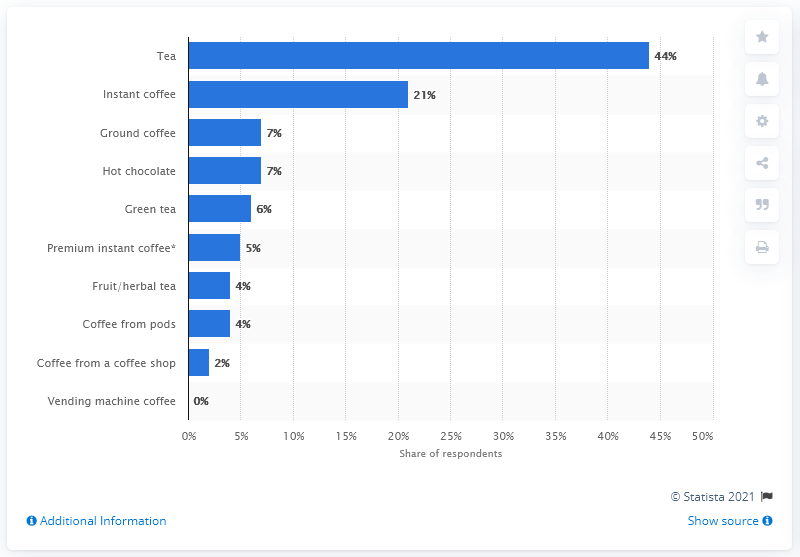 Tea 44%
Instant coffee 21%
Ground coffee 7%
Hot chocolate 7%
Green tea 6%
Premium instant coffee* 5%
Fruit/herbal tea 4%
Coffee from pods 4%
Coffee from a coffee shop 2%
Vending machine coffee 0%
0% 5% 10% 15% 20% 25% 30% 35% 40% 45% 50%
Share of respondents
© Statista 2021
Additional Information Show source